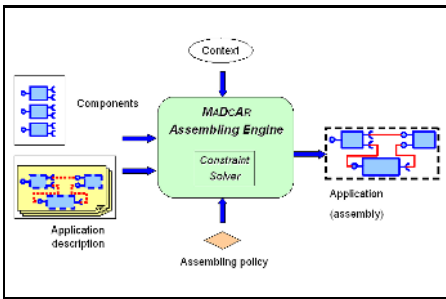 Context
Components
MADCAR
Assembling Engine
Constraint
Solver
Application
description
Application
(assembly)
Assembling policy